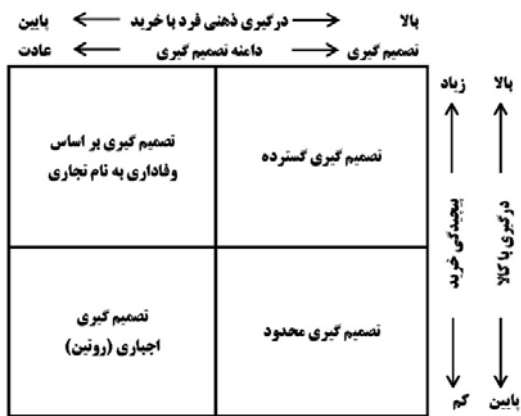 بالا ← درگیری ذهنی فرد با خرید → پایین
تصمیم گیری ← دامنه تصمیم گیری → عادت
بالا
زیاد
درگیری با کالا
پیچیدگی خرید
پایین
کم
تصمیم گیری گسترده
تصمیم گیری بر اساس
وفاداری به نام تجاری
تصمیم گیری محدود
تصمیم گیری
اجباری (روتین)